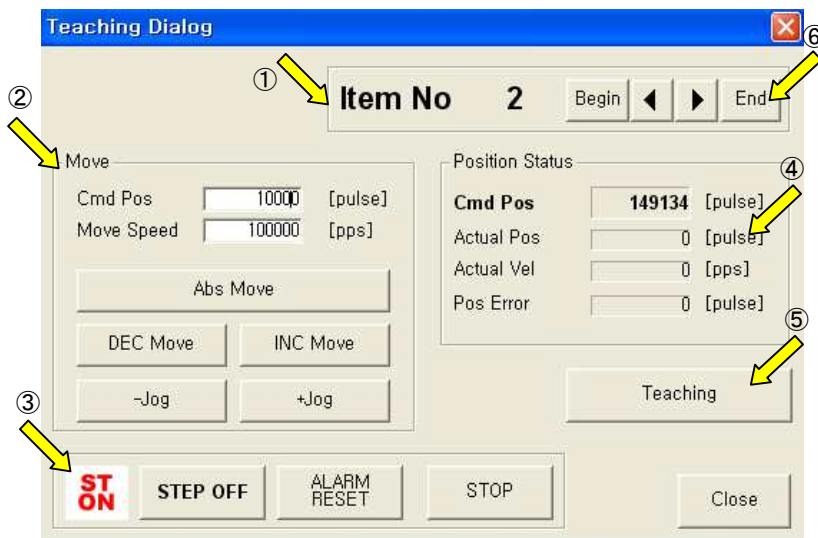 Teaching Dialog
⑥
①
Item No 2 Begin End
②
Move
Cmd Pos 10000 [pulse]
Move Speed 100000 [pps]
Abs Move
DEC Move INC Move
-Jog +Jog
Position Status
④
Cmd Pos 149134 [pulse]
Actual Pos 0 [pulse]
Actual Vel 0 [pps]
Pos Error 0 [pulse]
⑤
Teaching
③
ST
ON
STEP OFF
ALARM
RESET
STOP
Close